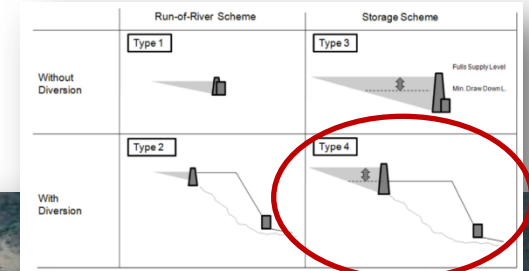 Run-of-River Scheme
Storage Scheme
Type 1
Type 3
Without
Diversion
Fulls Supply Level
Min. Draw Down L.
Type 2
Type 4
With
Diversion